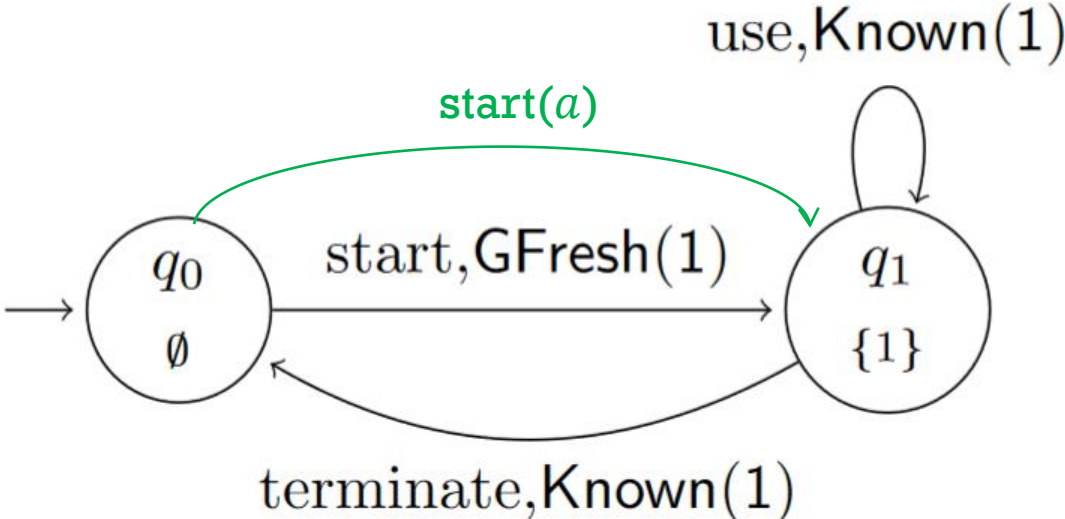 use,Known(1)
start(a)
q₀
∅
start,GFresh(1)
q₁
{1}
terminate,Known(1)